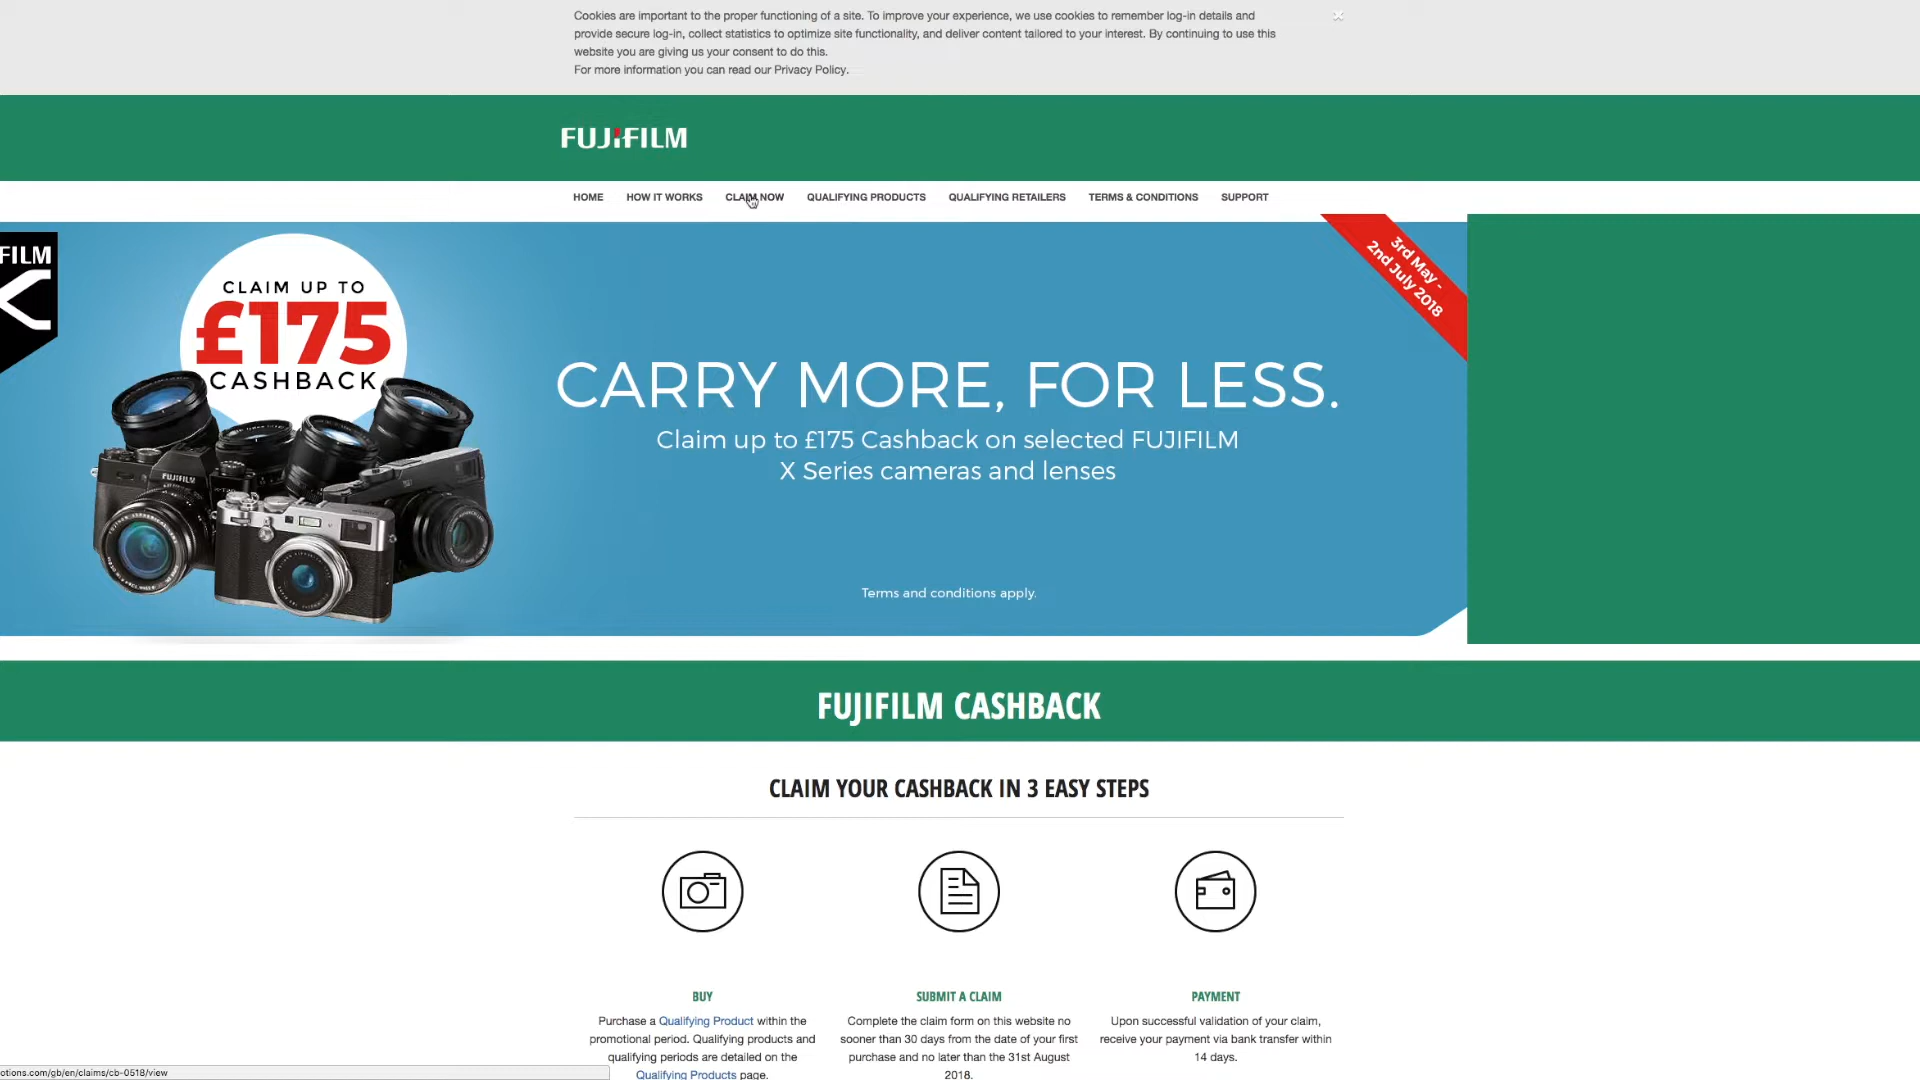 Cookies are important to the proper functioning of a site. To improve your experience, we use cookies to remember log-in details and
provide secure log-in, collect statistics to optimize site functionality, and deliver content tailored to your interest. By continuing to use this
website you are giving us your consent to do this.
For more information you can read our Privacy Policy.
FUJIFILM
HOME HOW IT WORKS CLAIM NOW QUALIFYING PRODUCTS QUALIFYING RETAILERS TERMS & CONDITIONS SUPPORT
3rd May -
2nd July 2018
FILM
X
CLAIM UP TO
£175
CASHBACK
FUJIFILM
CARRY MORE, FOR LESS.
Claim up to £175 Cashback on selected FUJIFILM
X Series cameras and lenses
Terms and conditions apply.
FUJIFILM CASHBACK
CLAIM YOUR CASHBACK IN 3 EASY STEPS
BUY
Purchase a Qualifying Product within the
promotional period. Qualifying products and
qualifying periods are detailed on the
Qualifying Products page.
SUBMIT A CLAIM
Complete the claim form on this website no
sooner than 30 days from the date of your first
purchase and no later than the 31st August
2018.
PAYMENT
Upon successful validation of your claim,
receive your payment via bank transfer within
14 days.
otions.com/gb/en/claims/cb-0518/view